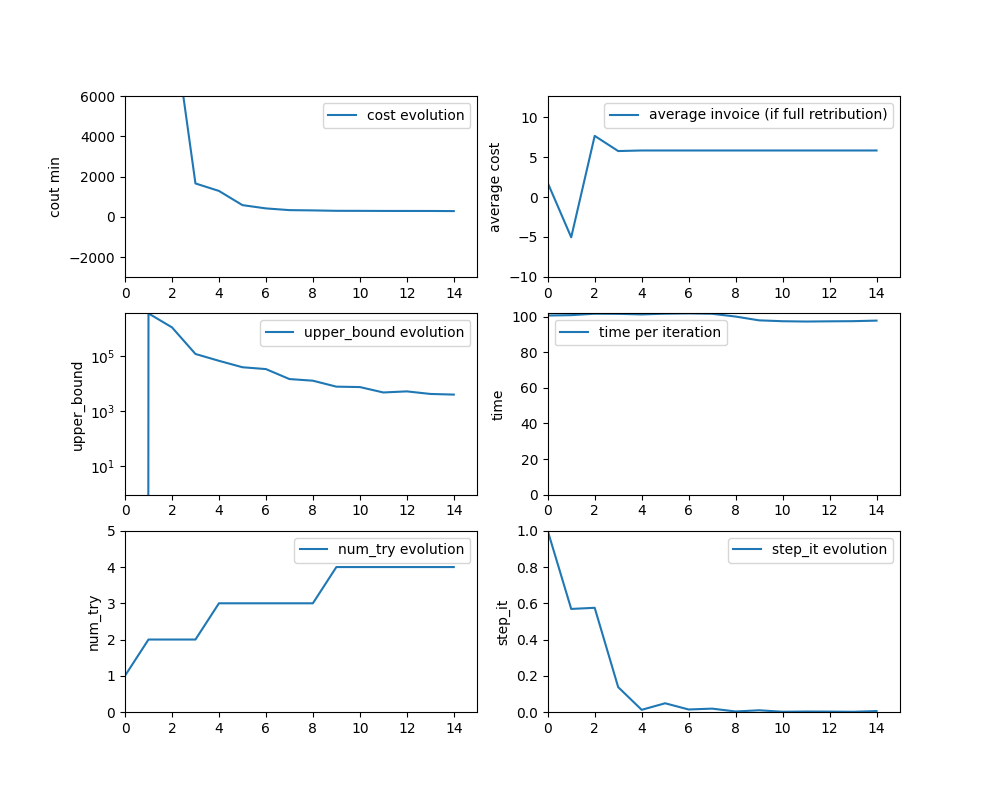 cost evolution
6000
4000
2000
0
−2000
cout min
0 2 4 6 8 10 12 14
average invoice (if full retribution)
10
5
0
−5
−10
average cost
0 2 4 6 8 10 12 14
upper_bound evolution
10^5
10^3
10^1
upper_bound
0 2 4 6 8 10 12 14
time per iteration
100
80
60
40
20
0
time
0 2 4 6 8 10 12 14
num_try evolution
5
4
3
2
1
0
num_try
0 2 4 6 8 10 12 14
step_it evolution
1.0
0.8
0.6
0.4
0.2
0.0
step_it
0 2 4 6 8 10 12 14